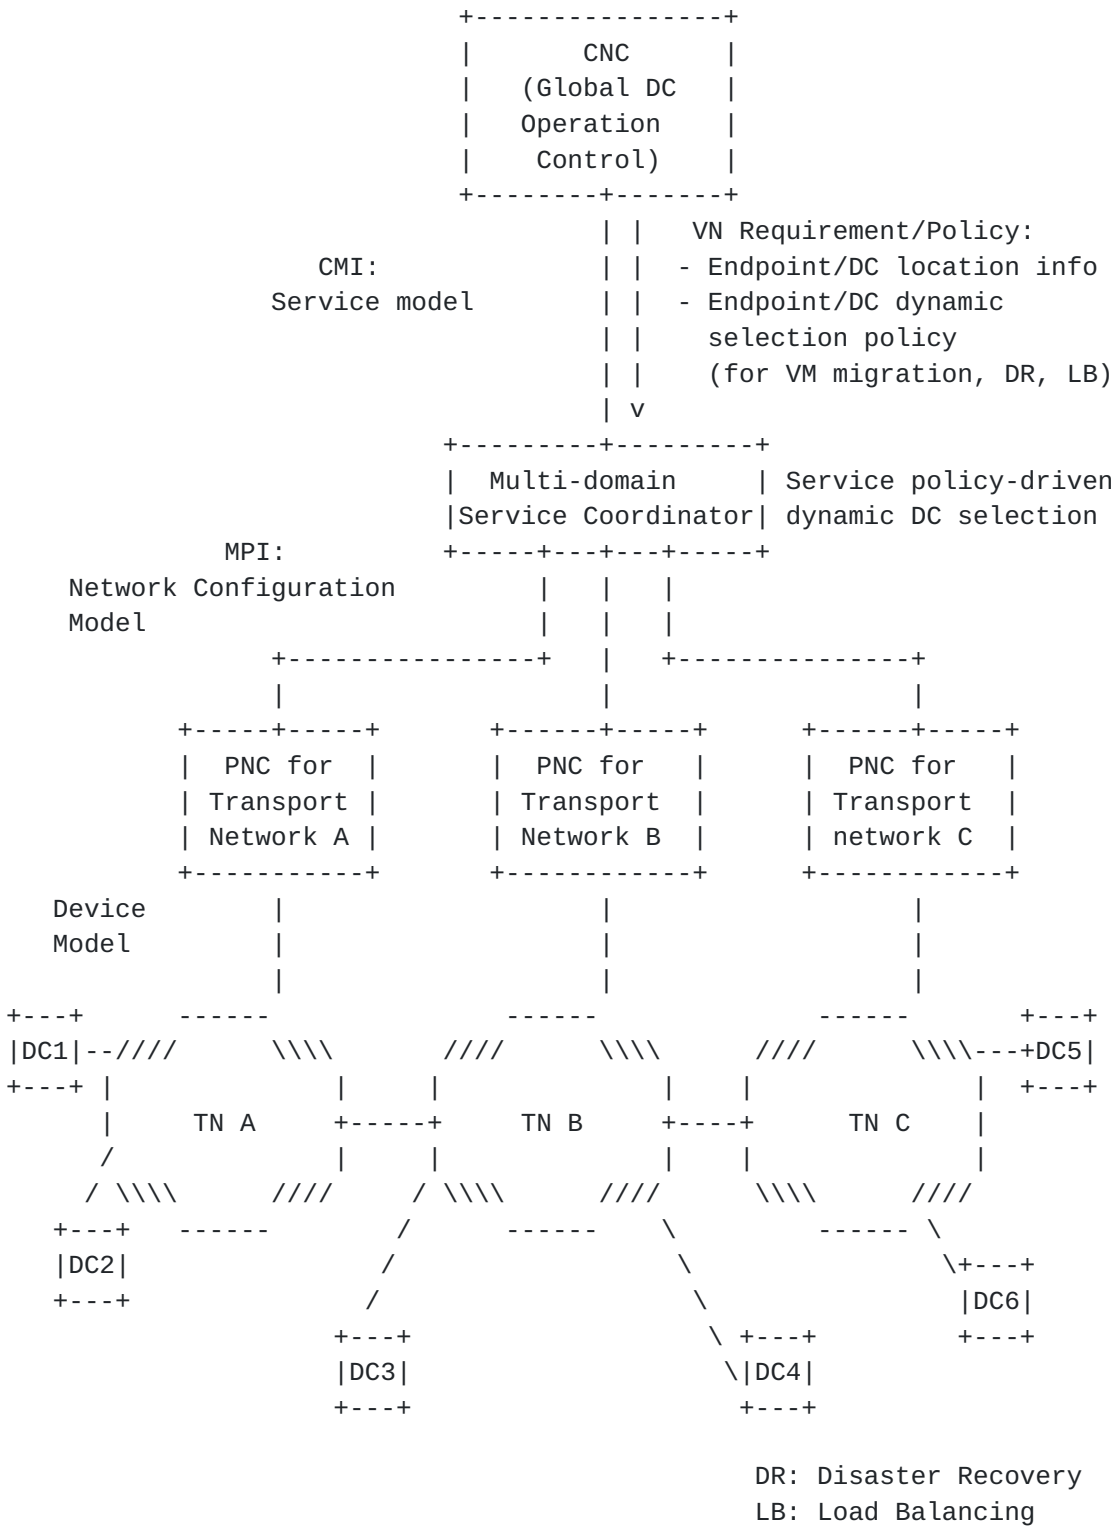 CNC
(Global DC
Operation
Control)
VN Requirement/Policy:
CMI: - Endpoint/DC location info
Service model - Endpoint/DC dynamic
selection policy
(for VM migration, DR, LB)
v
Multi-domain Service policy-driven
Service Coordinator dynamic DC selection
MPI:
Network Configuration
Model
PNC for PNC for PNC for
Transport Transport Transport
Network A Network B network C
Device
Model
DC1 DC5
TN A TN B TN C
DC2
DC6
DC3 DC4
DR: Disaster Recovery
LB: Load Balancing